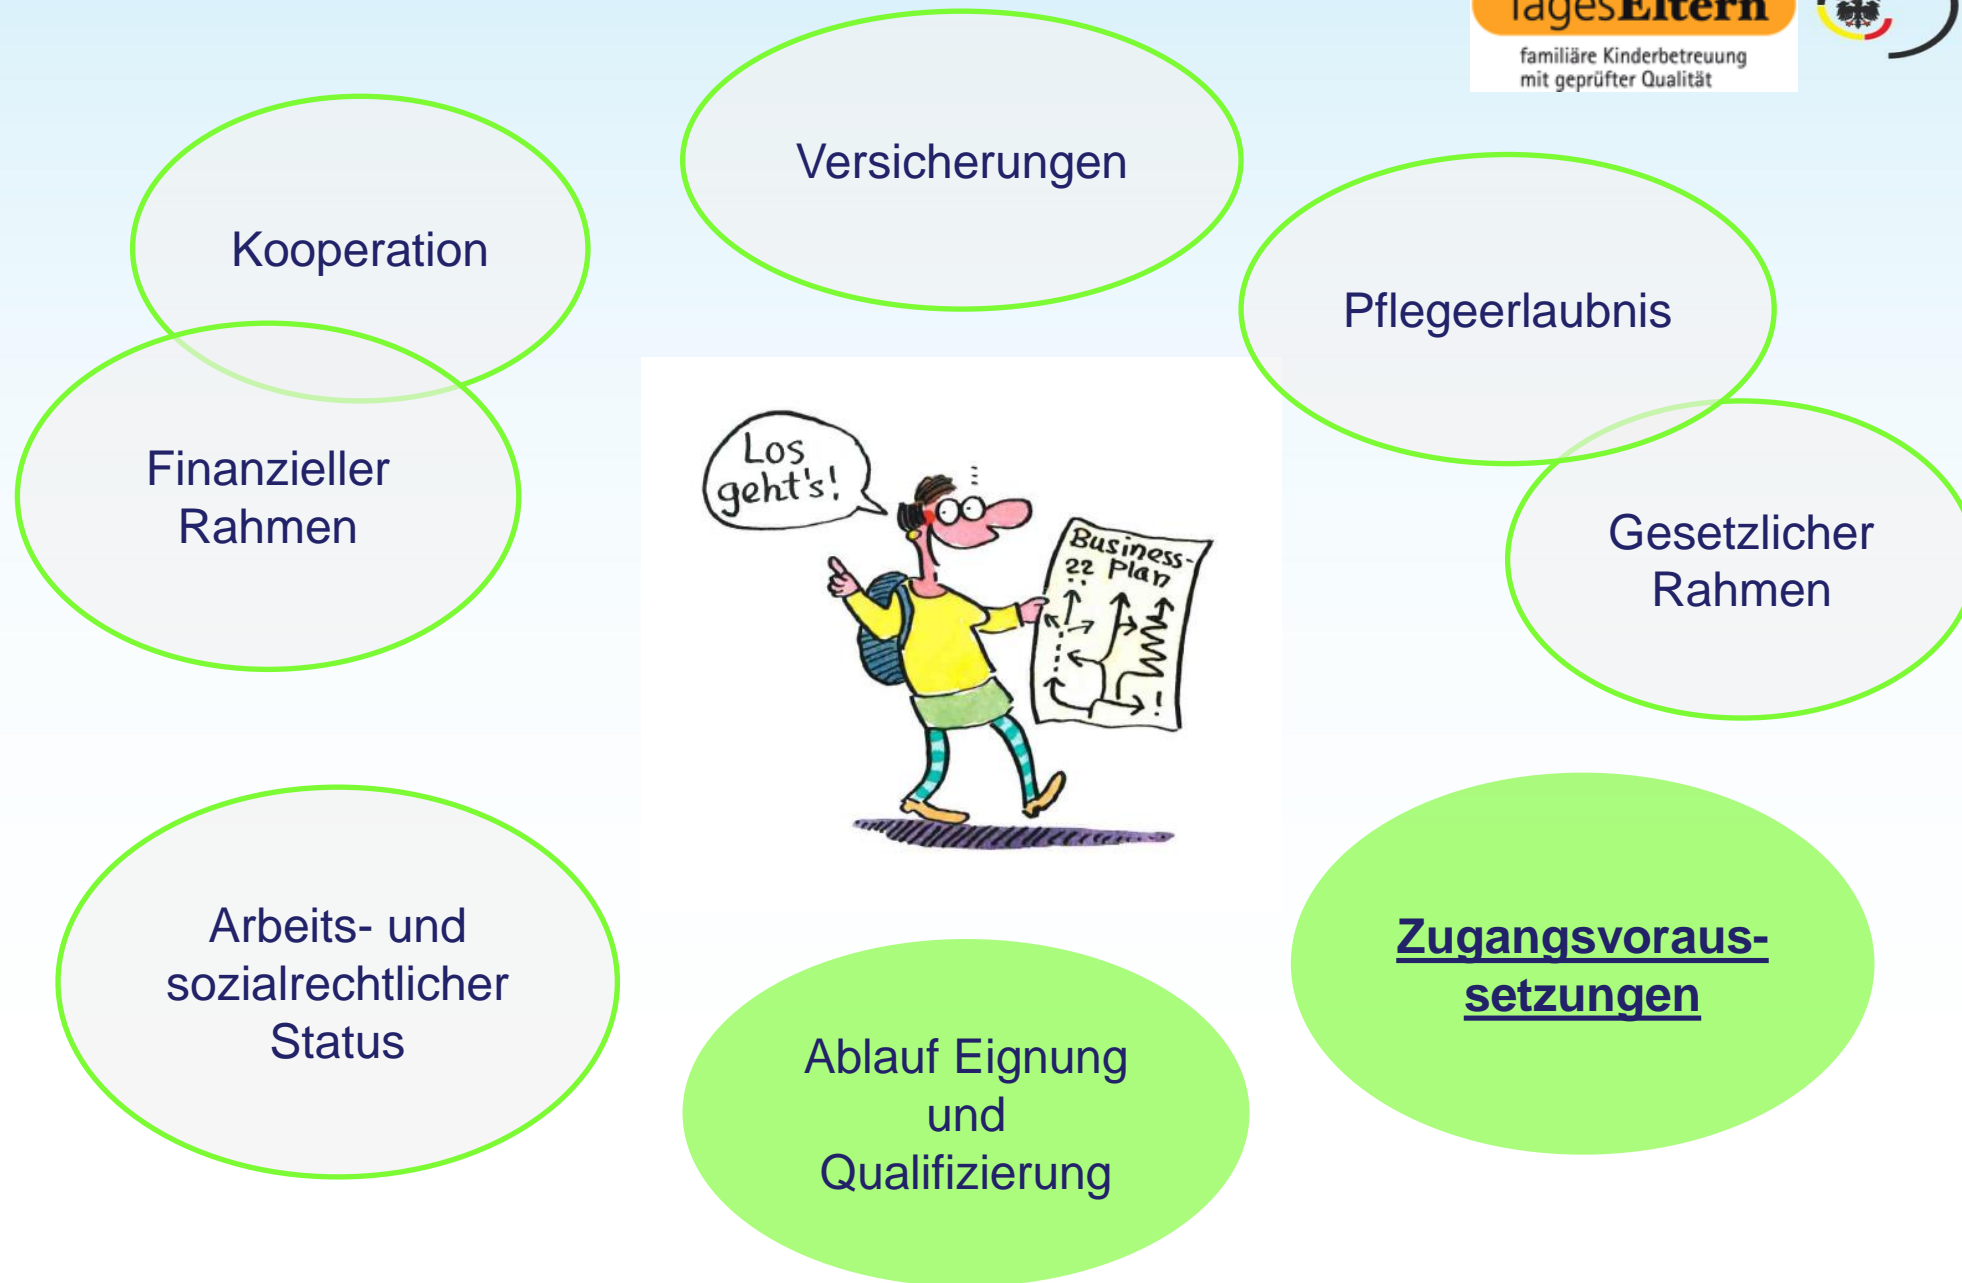 TagesEltern
familiäre Kinderbetreuung
mit geprüfter Qualität
Versicherungen
Kooperation
Pflegeerlaubnis
Finanzieller
Rahmen
Los
geht's!
Business-
Plan
Gesetzlicher
Rahmen
Arbeits- und
sozialrechtlicher
Status
Ablauf Eignung
und
Qualifizierung
Zugangsvoraus-
setzungen